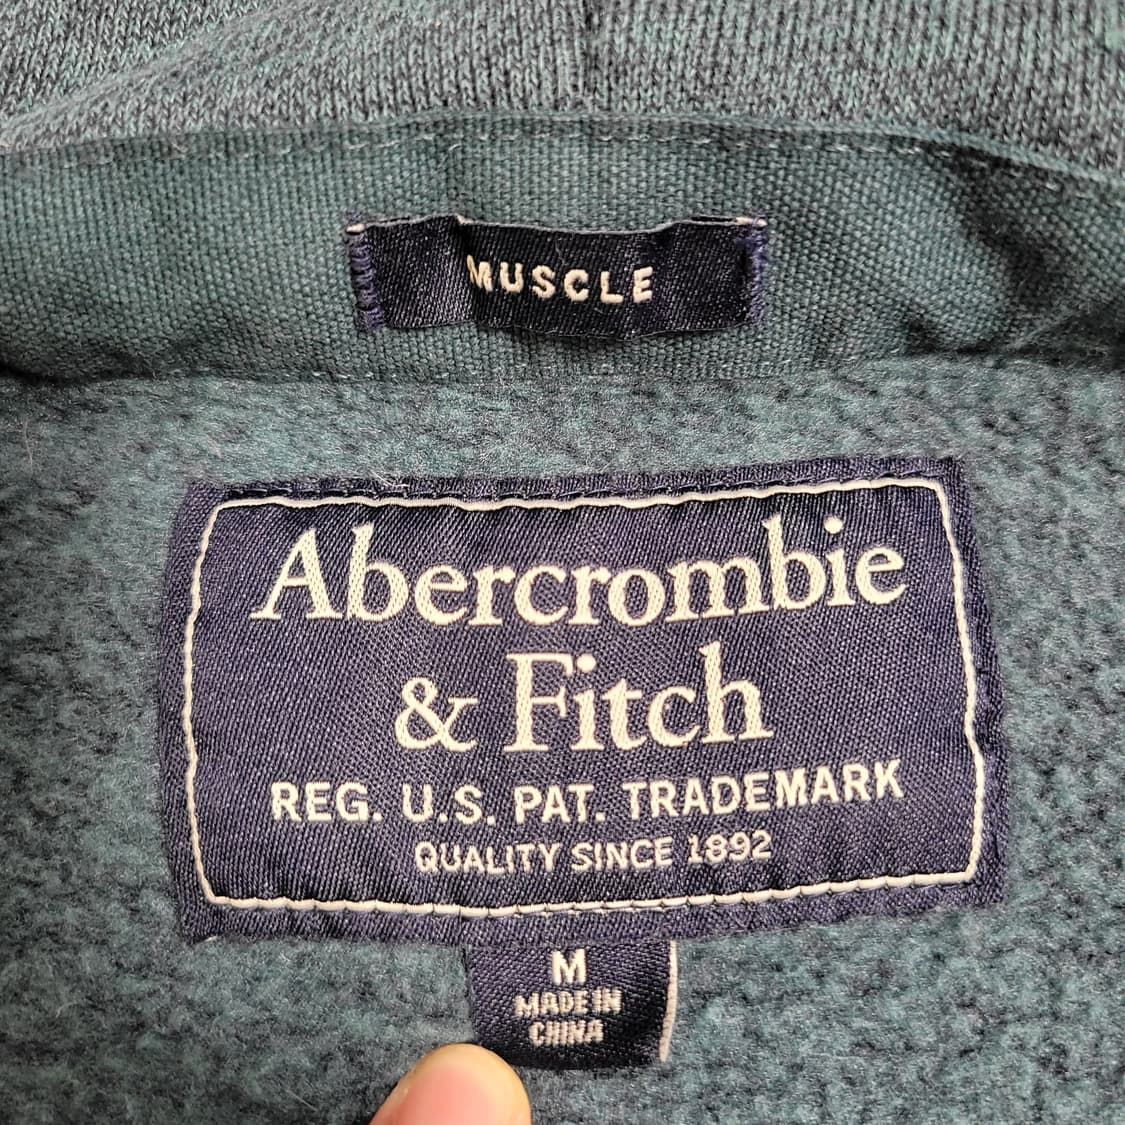 MUSCLE
Abercrombie
& Fitch
REG. U.S. PAT. TRADEMARK
QUALITY SINCE 1892
M
MADE IN
CHINA